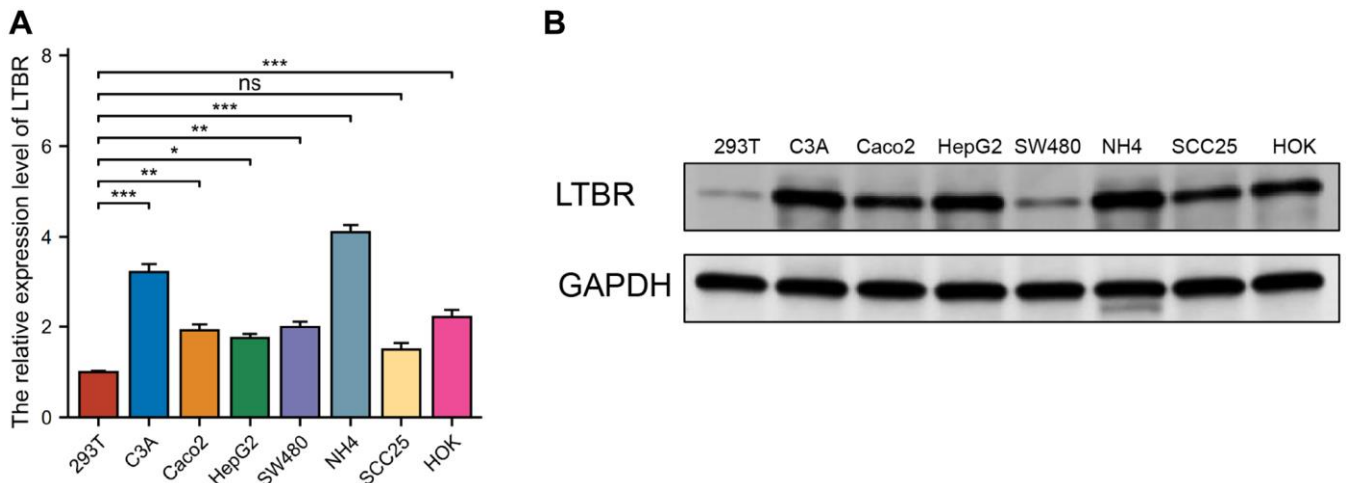 A
The relative expression level of LTBR
8
6
4
2
0
***
ns
***
**
*
**
***
293T
C3A
Caco2
HepG2
SW480
NH4
SCC25
HOK
B
293T C3A Caco2 HepG2 SW480 NH4 SCC25 HOK
LTBR
GAPDH